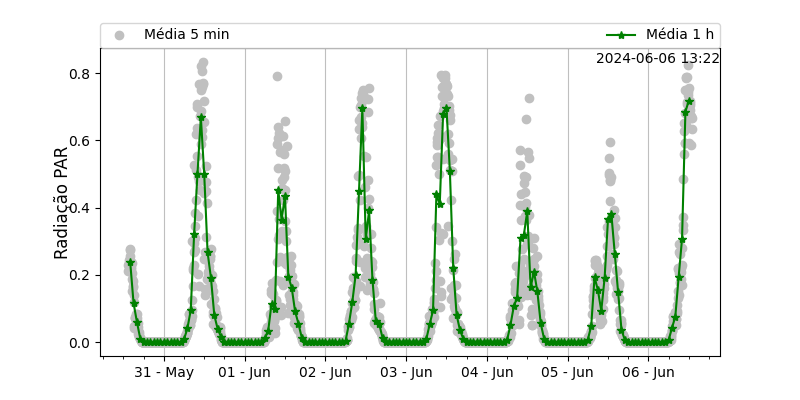 Média 5 min
Média 1 h
2024-06-06 13:22
Radiação PAR
0.8
0.6
0.4
0.2
0.0
31 - May
01 - Jun
02 - Jun
03 - Jun
04 - Jun
05 - Jun
06 - Jun